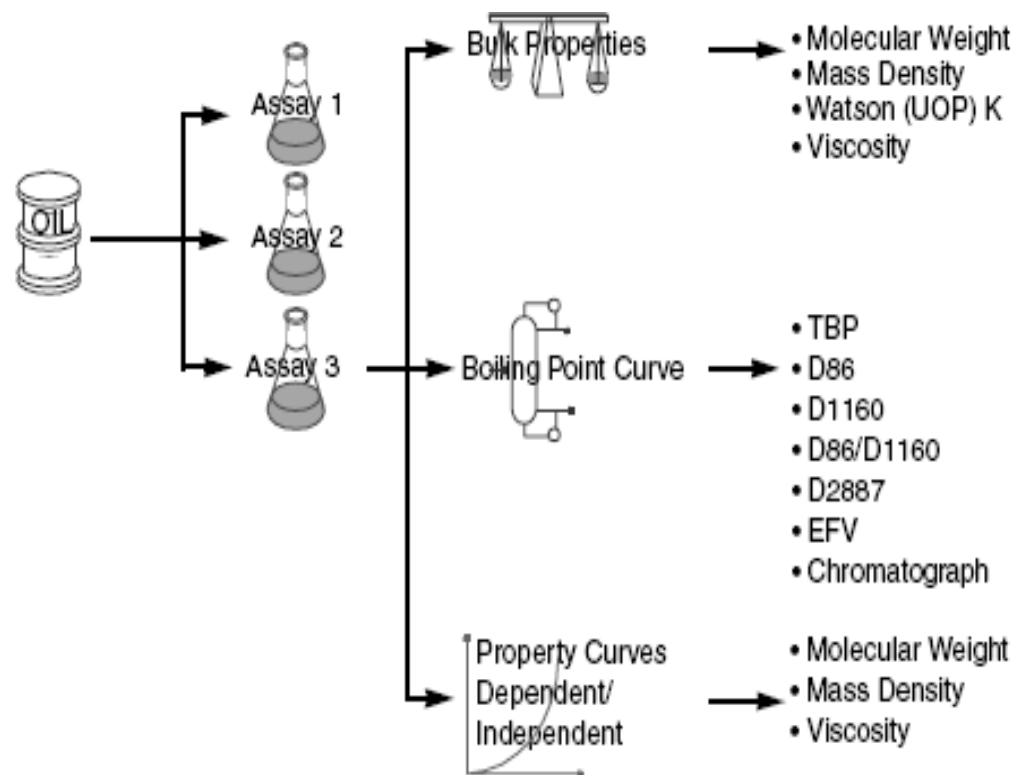 OIL
Assay 1
Assay 2
Assay 3
Bulk Properties
• Molecular Weight
• Mass Density
• Watson (UOP) K
• Viscosity
Boiling Point Curve
• TBP
• D86
• D1160
• D86/D1160
• D2887
• EFV
• Chromatograph
Property Curves
Dependent/
Independent
• Molecular Weight
• Mass Density
• Viscosity